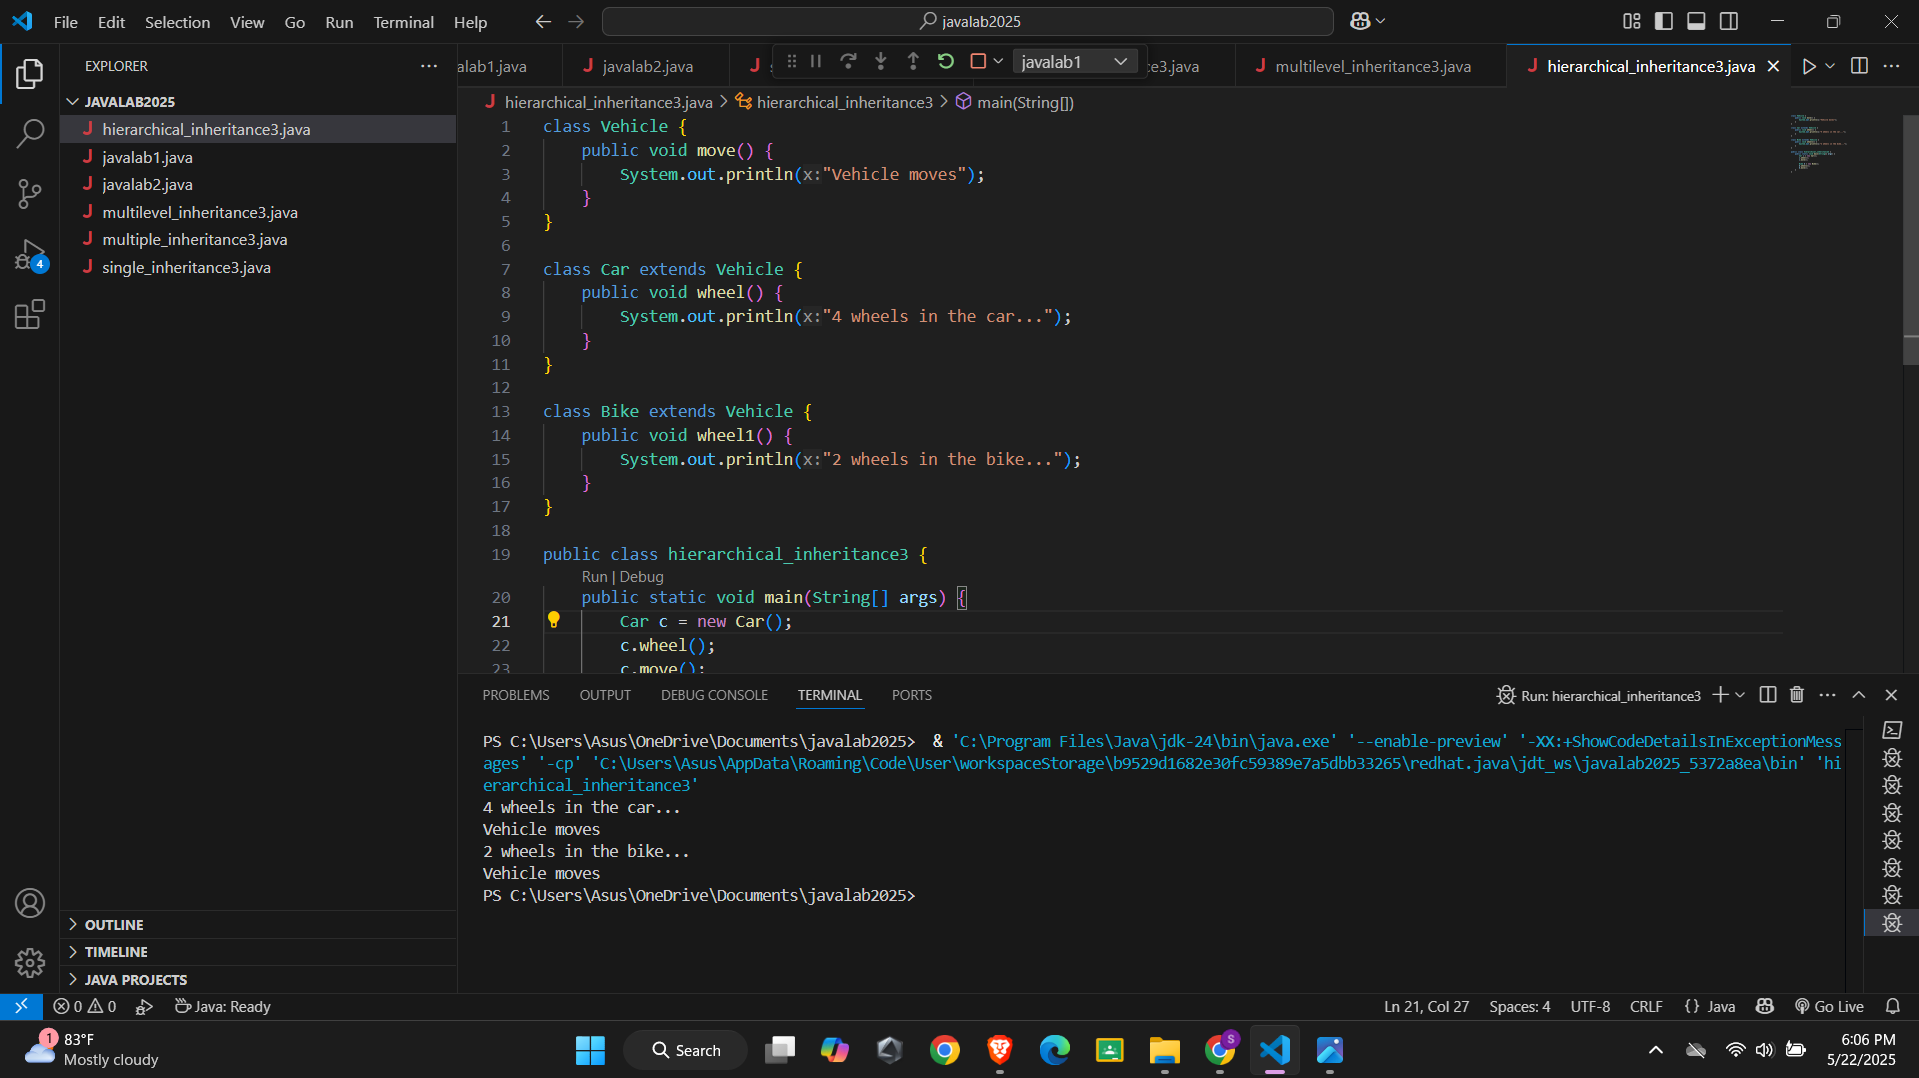 File Edit Selection View Go Run Terminal Help javalab2025
EXPLORER
JAVALAB2025
hierarchical_inheritance3.java
javalab1.java
javalab2.java
multilevel_inheritance3.java
multiple_inheritance3.java
single_inheritance3.java
4
OUTLINE
TIMELINE
JAVA PROJECTS
alab1.java javalab2.java javalab1 ce3.java multilevel_inheritance3.java hierarchical_inheritance3.java
hierarchical_inheritance3.java > hierarchical_inheritance3 > main(String[])
1 class Vehicle {
2 public void move() {
3 System.out.println(x:"Vehicle moves");
4 }
5 }
6
7 class Car extends Vehicle {
8 public void wheel() {
9 System.out.println(x:"4 wheels in the car...");
10 }
11 }
12
13 class Bike extends Vehicle {
14 public void wheel1() {
15 System.out.println(x:"2 wheels in the bike...");
16 }
17 }
18
19 public class hierarchical_inheritance3 {
Run | Debug
20 public static void main(String[] args) {
21 Car c = new Car();
22 c.wheel();
23 c.move();
PROBLEMS OUTPUT DEBUG CONSOLE TERMINAL PORTS Run: hierarchical_inheritance3
PS C:\Users\Asus\OneDrive\Documents\javalab2025> & 'C:\Program Files\Java\jdk-24\bin\java.exe' '--enable-preview' '-XX:+ShowCodeDetailsInExceptionMess
ages' '-cp' 'C:\Users\Asus\AppData\Roaming\Code\User\workspaceStorage\b9529d1682e30fc59389e7a5dbb33265\redhat.java\jdt_ws\javalab2025_5372a8ea\bin' 'hi
erarchical_inheritance3'
4 wheels in the car...
Vehicle moves
2 wheels in the bike...
Vehicle moves
PS C:\Users\Asus\OneDrive\Documents\javalab2025>
0 0 Java: Ready Ln 21, Col 27 Spaces: 4 UTF-8 CRLF {} Java Go Live
1 83°F
Mostly cloudy
Search
S
6:06 PM
5/22/2025